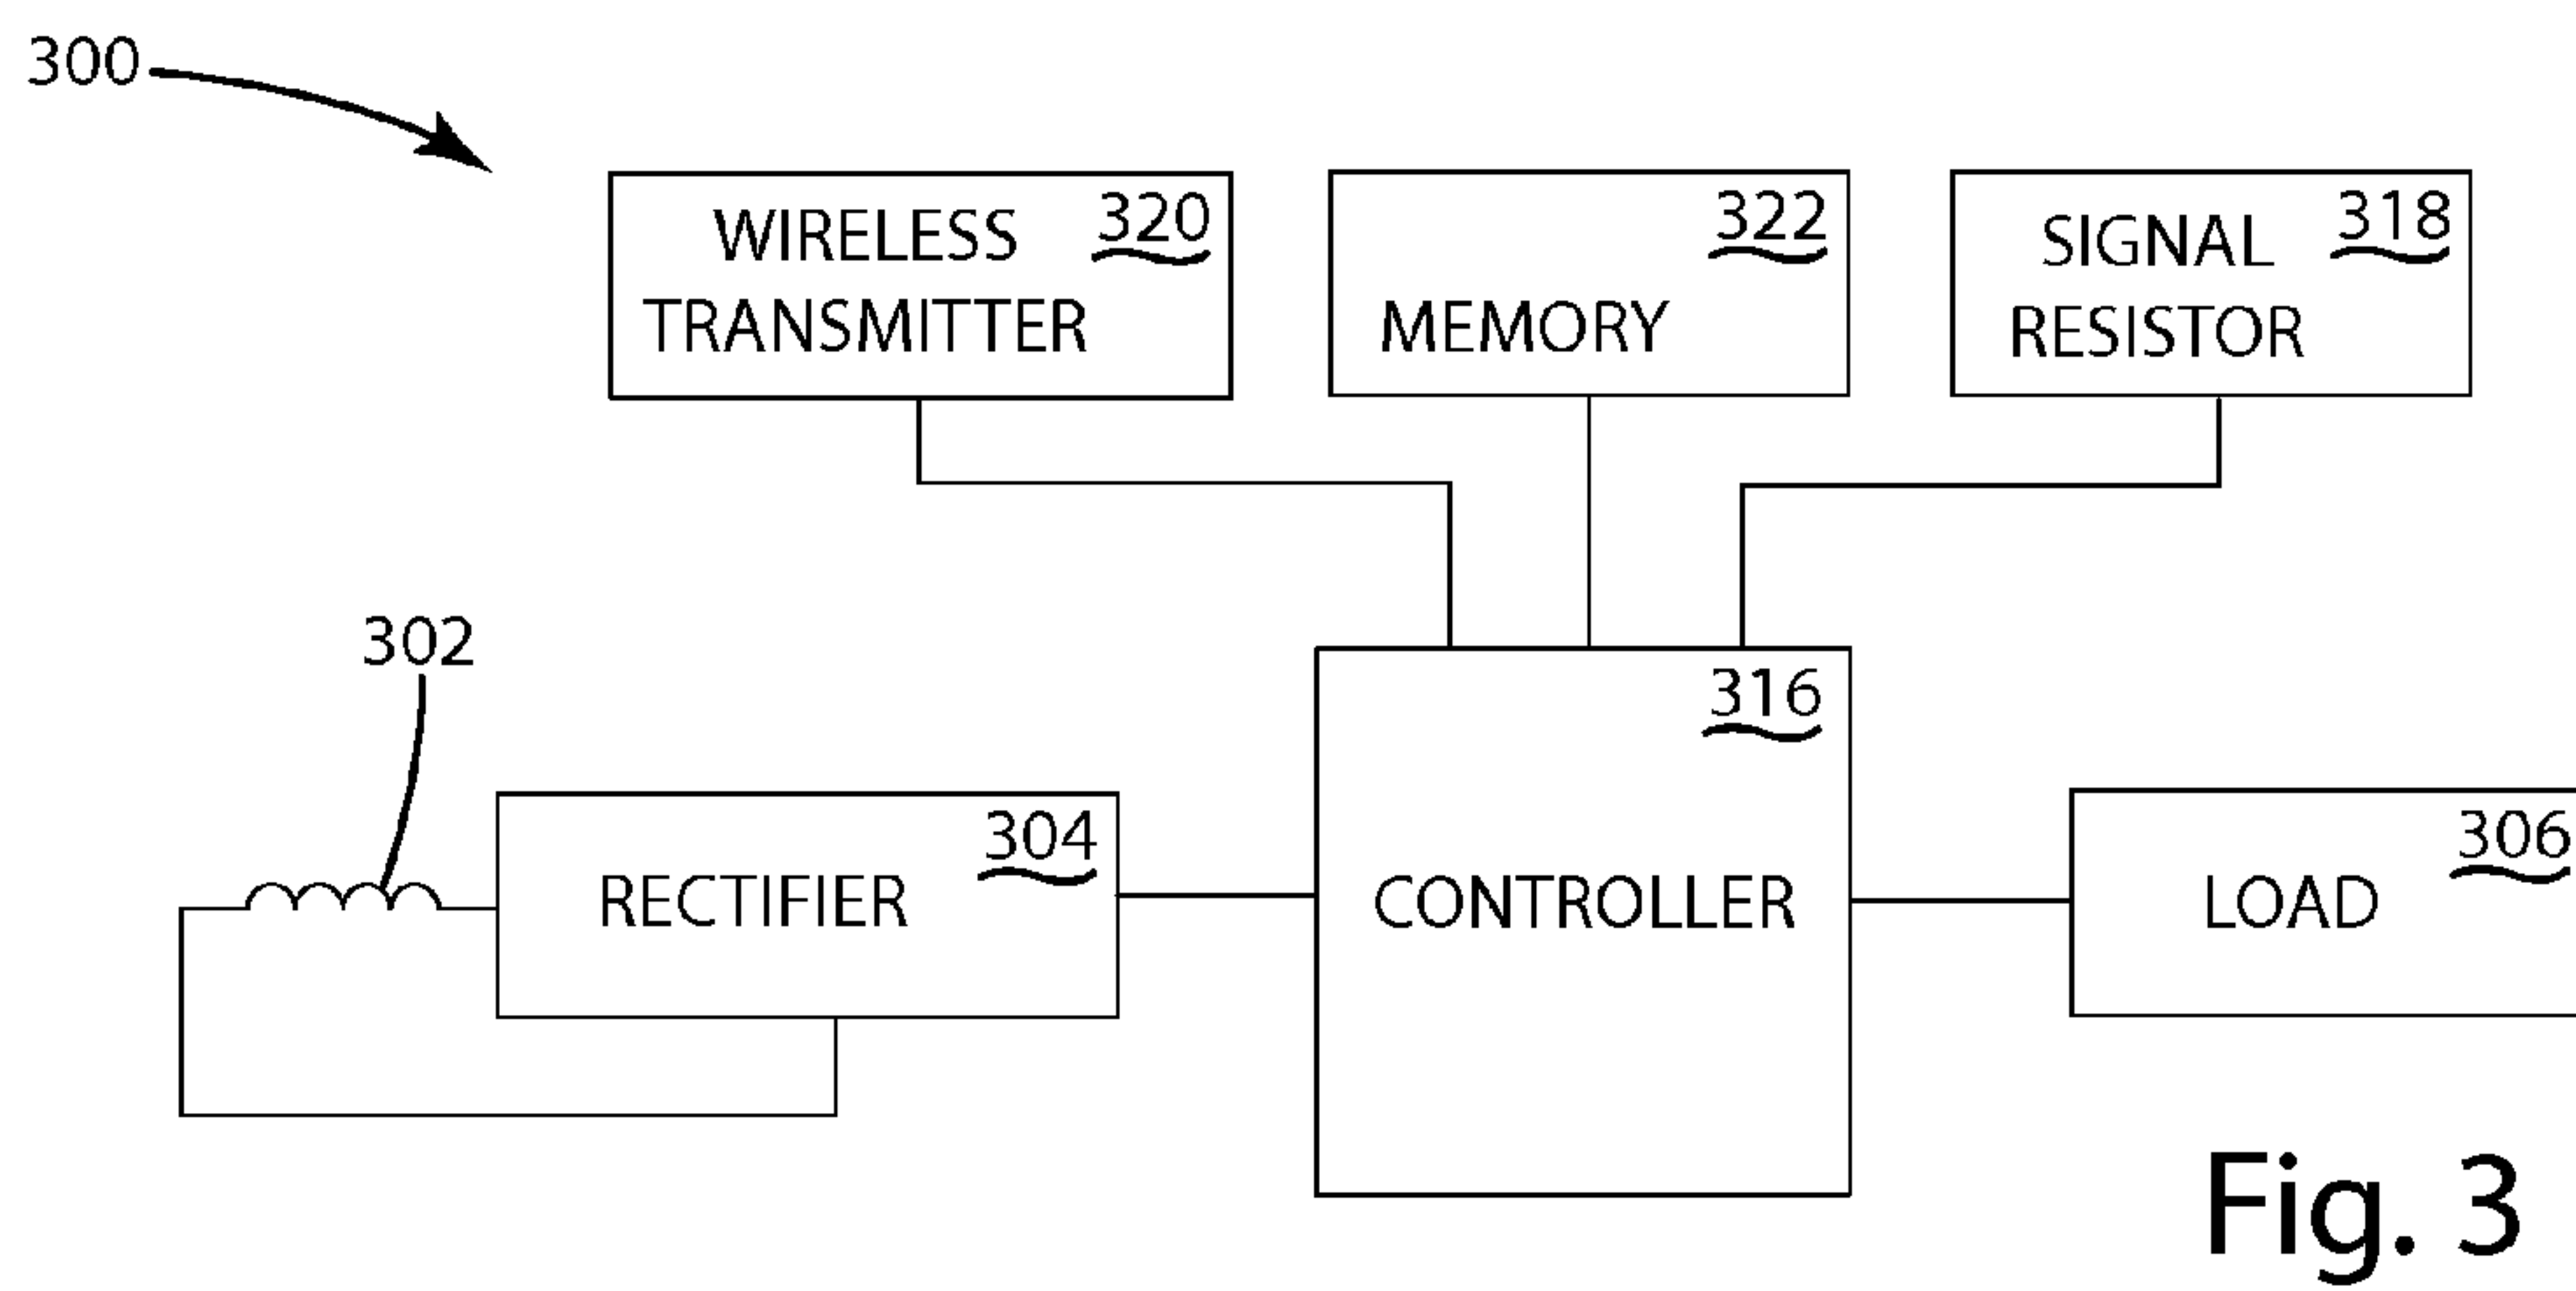 300
WIRELESS 320
TRANSMITTER
322
MEMORY
SIGNAL 318
RESISTOR
302
316
CONTROLLER
304
RECTIFIER
306
LOAD
Fig. 3